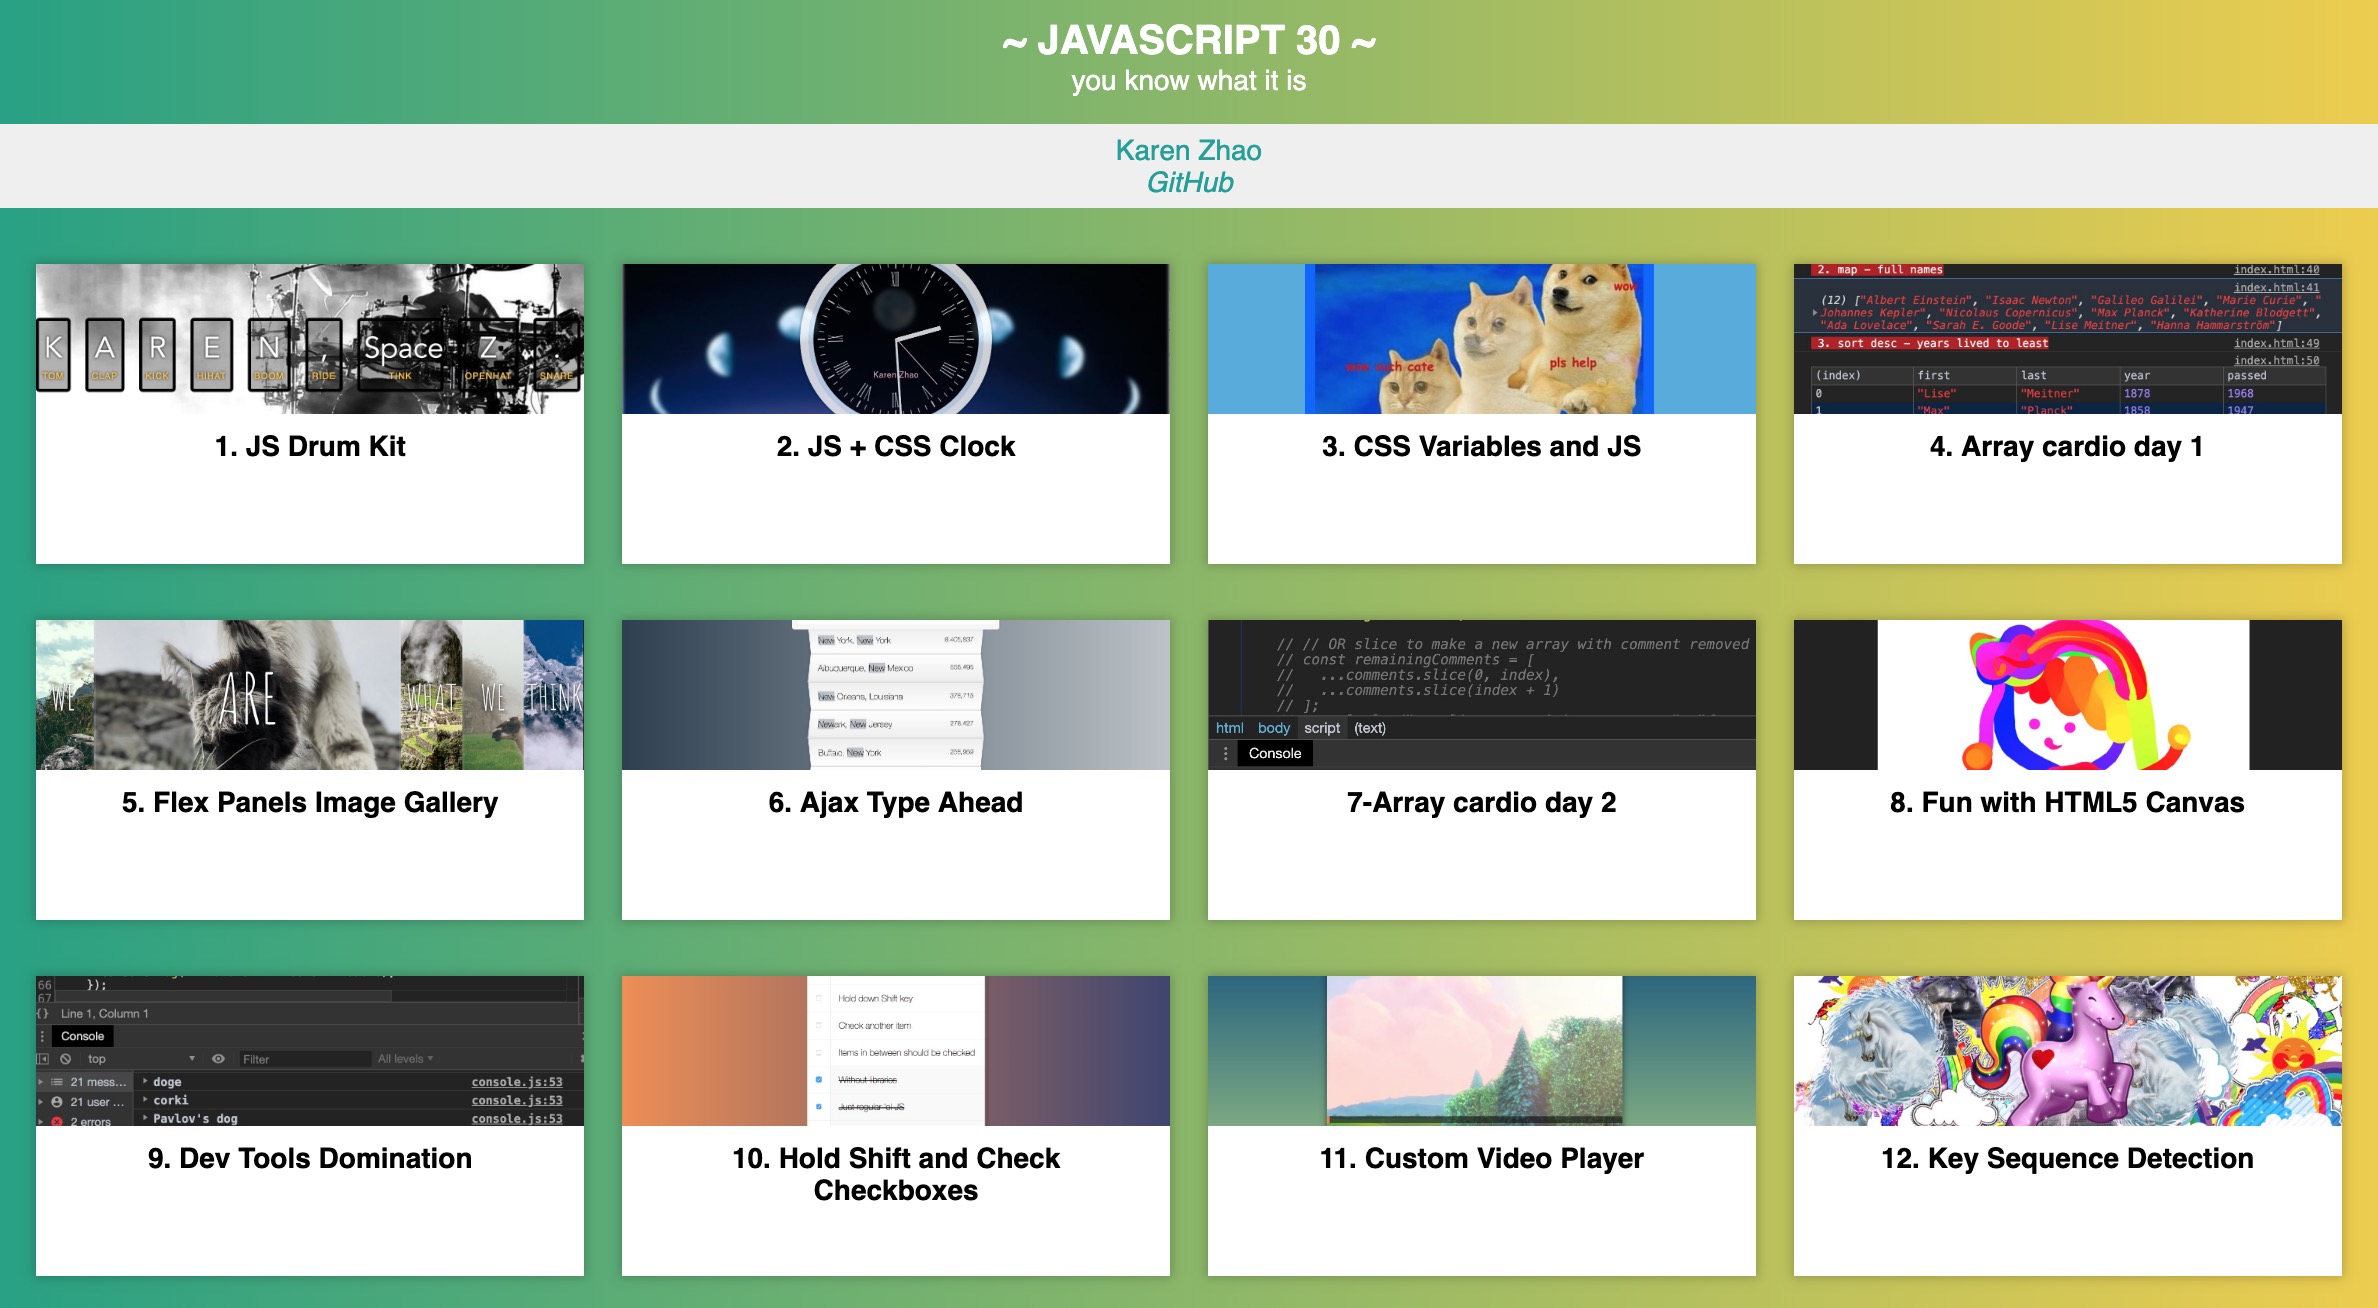 ~ JAVASCRIPT 30 ~
you know what it is
Karen Zhao
GitHub
K A R E N , Space Z .
TOM CLAP KICK HIHAT BOOM RIDE TINK OPENHAT SNARE
1. JS Drum Kit
Karen Zhao
2. JS + CSS Clock
wow
such cate
pls help
3. CSS Variables and JS
2. map – full names index.html:40
index.html:41
(12) ["Albert Einstein", "Isaac Newton", "Galileo Galilei", "Marie Curie", "
Johannes Kepler", "Nicolaus Copernicus", "Max Planck", "Katherine Blodgett",
"Ada Lovelace", "Sarah E. Goode", "Lise Meitner", "Hanna Hammarström"]
3. sort desc – years lived to least index.html:49
index.html:50
(index) first last year passed
0 "Lise" "Meitner" 1878 1968
1 "Max" "Planck" 1858 1947
4. Array cardio day 1
WE ARE WHAT WE THINK
5. Flex Panels Image Gallery
New York, New York 8,405,837
Albuquerque, New Mexico 556,495
New Orleans, Louisiana 378,715
Newark, New Jersey 278,427
Buffalo, New York 258,959
6. Ajax Type Ahead
// // OR slice to make a new array with comment removed
// const remainingComments = [
//   ...comments.slice(0, index),
//   ...comments.slice(index + 1)
// ];
html body script (text)
Console
7-Array cardio day 2
8. Fun with HTML5 Canvas
66 });
67
{} Line 1, Column 1
Console
top Filter All levels
21 mess... doge console.js:53
21 user ... corki console.js:53
2 errors Pavlov's dog console.js:53
9. Dev Tools Domination
Hold down Shift key
Check another item
Items in between should be checked
Without libraries
Just regular 'ol JS
10. Hold Shift and Check
Checkboxes
11. Custom Video Player
12. Key Sequence Detection